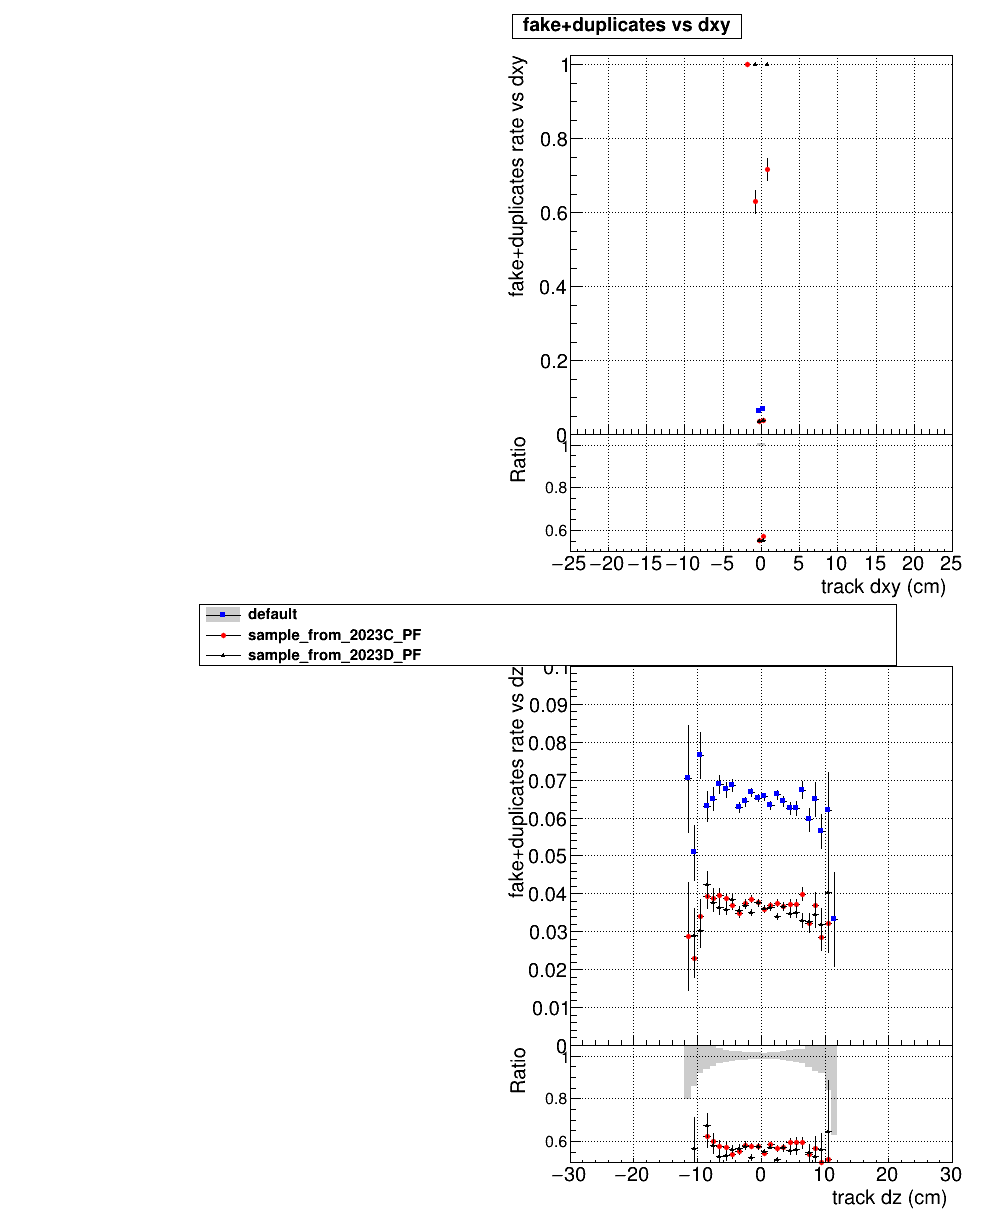 fake+duplicates vs dxy
fake+duplicates rate vs dxy
1
0.8
0.6
0.4
0.2
0
Ratio
1
0.8
0.6
−25 −20 −15 −10 −5 0 5 10 15 20 25
track dxy (cm)
default
sample_from_2023C_PF
sample_from_2023D_PF
fake+duplicates rate vs dz
0.1
0.09
0.08
0.07
0.06
0.05
0.04
0.03
0.02
0.01
0
Ratio
1
0.8
0.6
−30 −20 −10 0 10 20 30
track dz (cm)